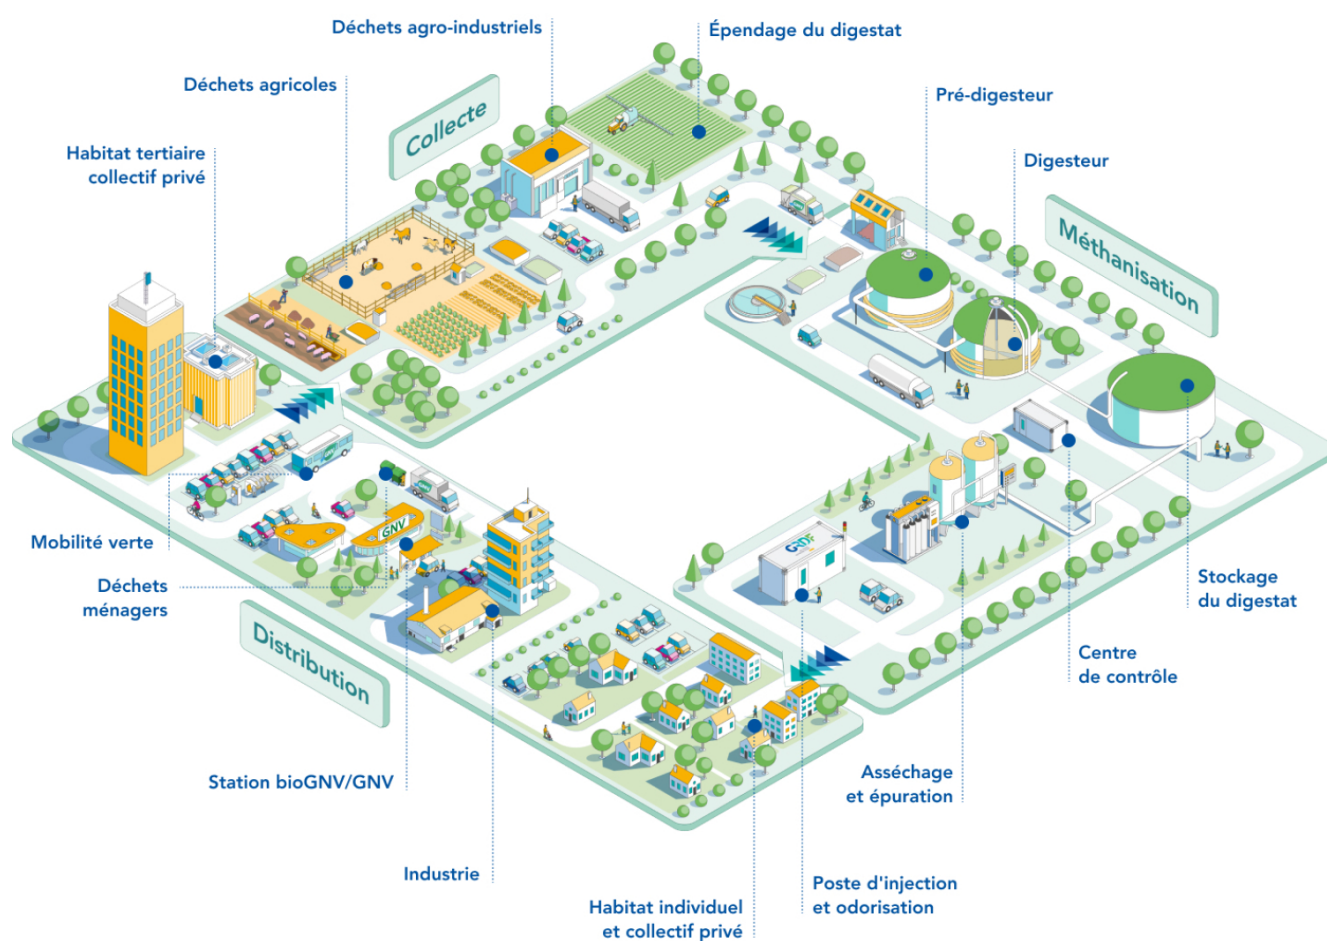 Déchets agro-industriels
Épendage du digestat
Déchets agricoles
Pré-digesteur
Collecte
Habitat tertiaire
collectif privé
Digesteur
Méthanisation
GNV
Mobilité verte
Déchets
ménagers
GRDF
Stockage
du digestat
Distribution
Centre
de contrôle
Station bioGNV/GNV
Asséchage
et épuration
Industrie
Poste d'injection
et odorisation
Habitat individuel
et collectif privé